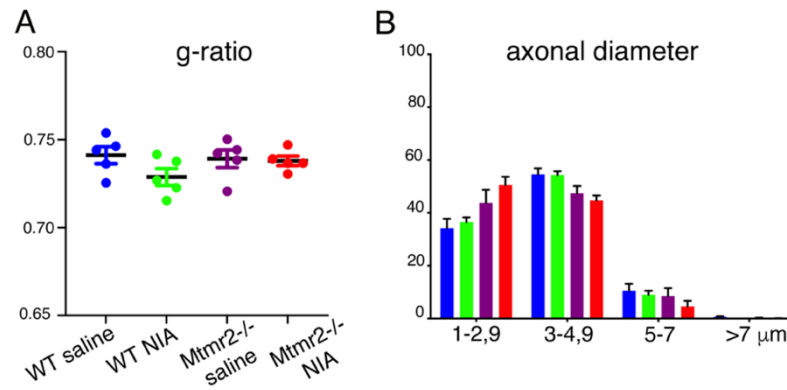 A
g-ratio
0.80
0.75
0.70
0.65
WT saline
WT NIA
Mtmr2-/-
saline
Mtmr2-/-
NIA
B
axonal diameter
100
80
60
40
20
0
1-2,9
3-4,9
5-7
>7 μm